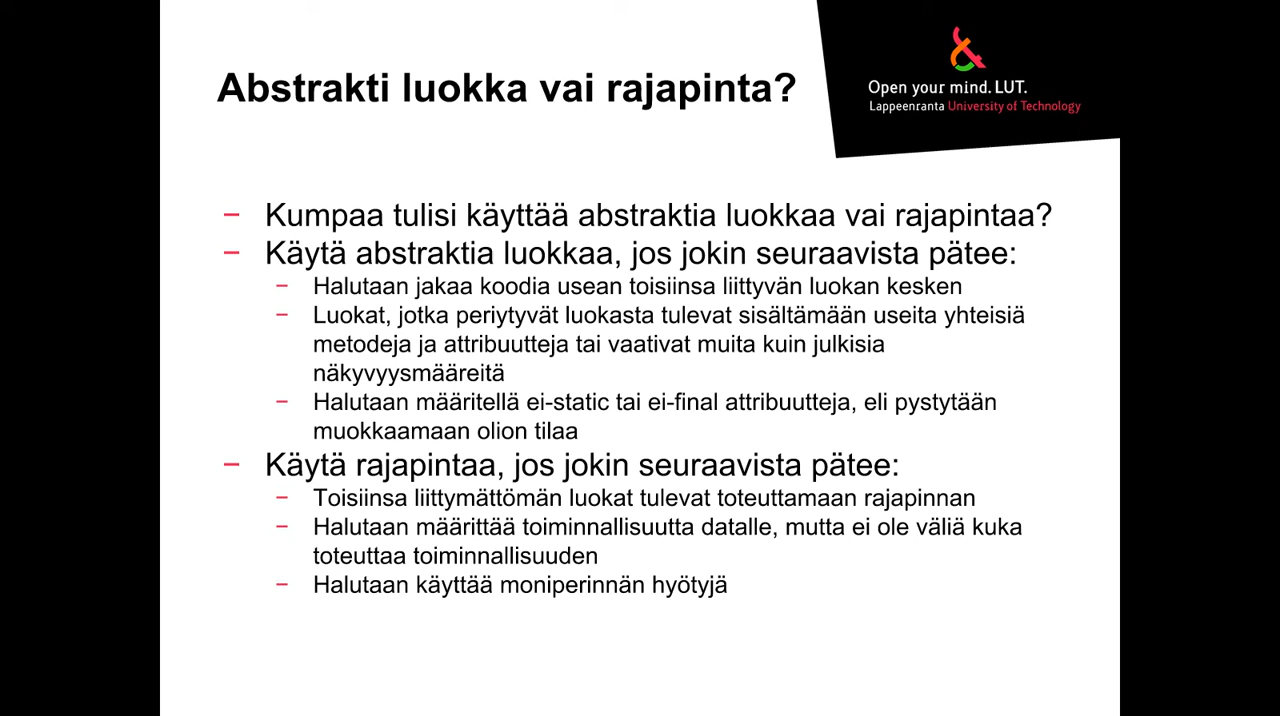 Abstrakti luokka vai rajapinta?
Open your mind. LUT.
Lappeenranta University of Technology
– Kumpaa tulisi käyttää abstraktia luokkaa vai rajapintaa?
– Käytä abstraktia luokkaa, jos jokin seuraavista pätee:
– Halutaan jakaa koodia usean toisiinsa liittyvän luokan kesken
– Luokat, jotka periytyvät luokasta tulevat sisältämään useita yhteisiä
metodeja ja attribuutteja tai vaativat muita kuin julkisia
näkyvyysmääreitä
– Halutaan määritellä ei-static tai ei-final attribuutteja, eli pystytään
muokkaamaan olion tilaa
– Käytä rajapintaa, jos jokin seuraavista pätee:
– Toisiinsa liittymättömän luokat tulevat toteuttamaan rajapinnan
– Halutaan määrittää toiminnallisuutta datalle, mutta ei ole väliä kuka
toteuttaa toiminnallisuuden
– Halutaan käyttää moniperinnän hyötyjä